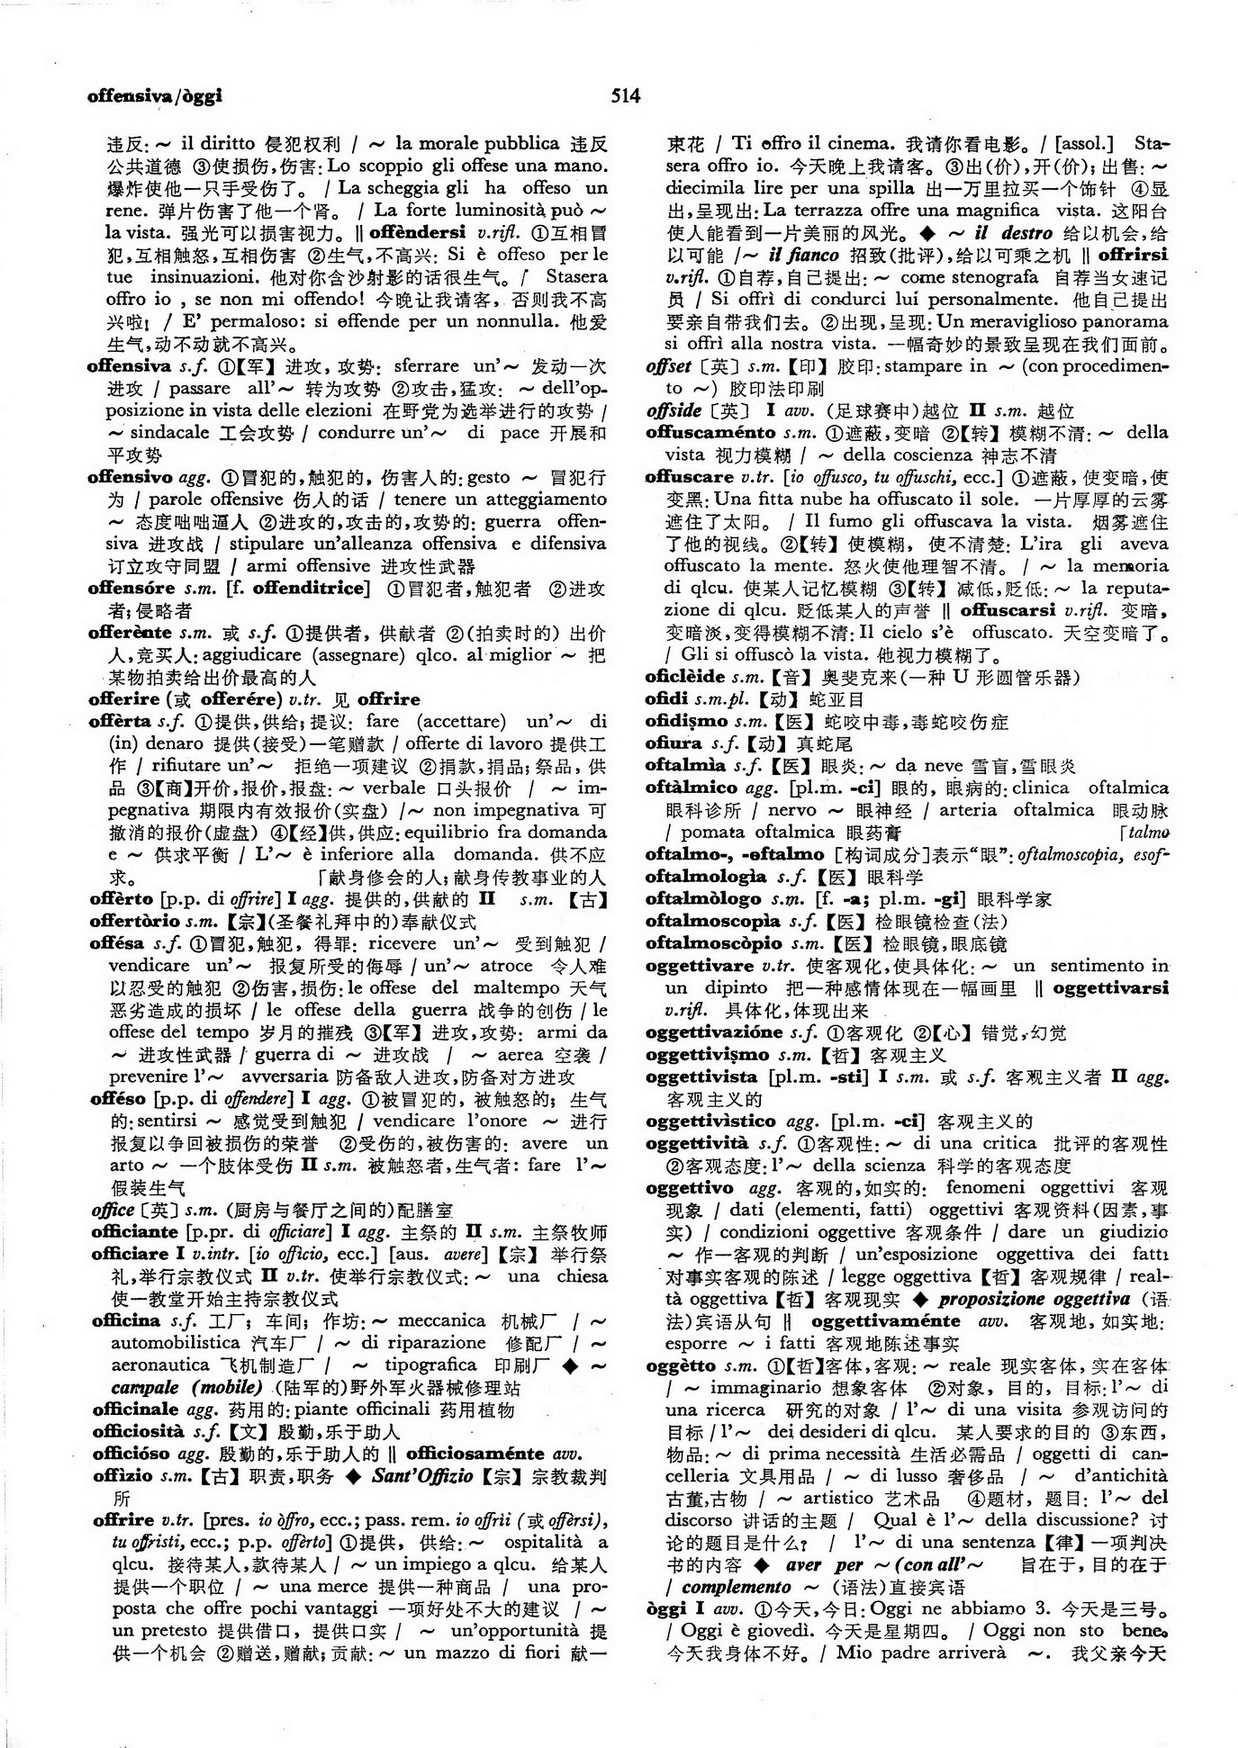 offensiva/òggi
514
违反:～ il diritto 侵犯权利 / ～ la morale pubblica 违反
公共道德 ③使损伤,伤害:Lo scoppio gli offese una mano.
爆炸使他一只手受伤了。 / La scheggia gli ha offeso un
rene. 弹片伤害了他一个肾。 / La forte luminosità può ～
la vista. 强光可以损害视力。‖ offèndersi v.rifl. ①互相冒
犯,互相触怒,互相伤害 ②生气,不高兴: Si è offeso per le
tue insinuazioni. 他对你含沙射影的话很生气。/ Stasera
offro io , se non mi offendo! 今晚让我请客, 否则我不高
兴啦! / E' permaloso: si offende per un nonnulla. 他爱
生气,动不动就不高兴。
offensiva s.f. ①【军】进攻, 攻势: sferrare un'～ 发动一次
进攻 / passare all'～ 转为攻势 ②攻击,猛攻: ～ dell'op-
posizione in vista delle elezioni 在野党为选举进行的攻势 /
～ sindacale 工会攻势 / condurre un'～ di pace 开展和
平攻势
offensivo agg. ①冒犯的,触犯的, 伤害人的:gesto ～ 冒犯行
为 / parole offensive 伤人的话 / tenere un atteggiamento
～ 态度咄咄逼人 ②进攻的,攻击的,攻势的: guerra offen-
siva 进攻战 / stipulare un'alleanza offensiva e difensiva
订立攻守同盟 / armi offensive 进攻性武器
offensóre s.m. [f. offenditrice] ①冒犯者,触犯者 ②进攻
者;侵略者
offerènte s.m. 或 s.f. ①提供者, 供献者 ②(拍卖时的) 出价
人,竞买人:aggiudicare (assegnare) qlco. al miglior ～ 把
某物拍卖给出价最高的人
offerire (或 offerére) v.tr. 见 offrire
offèrta s.f. ①提供,供给;提议: fare (accettare) un'～ di
(in) denaro 提供(接受)一笔赠款 / offerte di lavoro 提供工
作 / rifiutare un'～ 拒绝一项建议 ②捐款,捐品;祭品, 供
品 ③【商】开价,报价,报盘:～ verbale 口头报价 / ～ im-
pegnativa 期限内有效报价(实盘) /～ non impegnativa 可
撤消的报价(虚盘) ④【经】供,供应:equilibrio fra domanda
e ～ 供求平衡 / L'～ è inferiore alla domanda. 供不应
求。 「献身修会的人;献身传教事业的人
offèrto [p.p. di offrire] I agg. 提供的,供献的 II s.m. 【古】
offertòrio s.m. 【宗】(圣餐礼拜中的)奉献仪式
offésa s.f. ①冒犯,触犯, 得罪: ricevere un'～ 受到触犯 /
vendicare un'～ 报复所受的侮辱 / un'～ atroce 令人难
以忍受的触犯 ②伤害,损伤:le offese del maltempo 天气
恶劣造成的损坏 / le offese della guerra 战争的创伤 / le
offese del tempo 岁月的摧残 ③【军】进攻,攻势: armi da
～ 进攻性武器 / guerra di ～ 进攻战 / ～ aerea 空袭 /
prevenire l'～ avversaria 防备敌人进攻,防备对方进攻
offéso [p.p. di offendere] I agg. ①被冒犯的, 被触怒的; 生气
的:sentirsi ～ 感觉受到触犯 / vendicare l'onore ～ 进行
报复以争回被损伤的荣誉 ②受伤的,被伤害的: avere un
arto ～ 一个肢体受伤 II s.m. 被触怒者,生气者: fare l'～
假装生气
office〔英〕s.m. (厨房与餐厅之间的)配膳室
officiante [p.pr. di officiare] I agg. 主祭的 II s.m. 主祭牧师
officiare I v.intr. [io officio, ecc.] [aus. avere]【宗】举行祭
礼,举行宗教仪式 II v.tr. 使举行宗教仪式:～ una chiesa
使一教堂开始主持宗教仪式
officina s.f. 工厂; 车间; 作坊:～ meccanica 机械厂 / ～
automobilistica 汽车厂 / ～ di riparazione 修配厂 / ～
aeronautica 飞机制造厂 / ～ tipografica 印刷厂 ◆ ～
campale (mobile) (陆军的)野外军火器械修理站
officinale agg. 药用的:piante officinali 药用植物
officiosità s.f.【文】殷勤,乐于助人
officióso agg. 殷勤的,乐于助人的 ‖ officiosaménte avv.
offìzio s.m.【古】职责,职务 ◆ Sant'Offizio【宗】宗教裁判
所
offrire v.tr. [pres. io òffro, ecc.; pass. rem. io offrii (或 offèrsi),
tu offristi, ecc.; p.p. offèrto] ①提供, 供给:～ ospitalità a
qlcu. 接待某人,款待某人 / ～ un impiego a qlcu. 给某人
提供一个职位 / ～ una merce 提供一种商品 / una pro-
posta che offre pochi vantaggi 一项好处不大的建议 / ～
un pretesto 提供借口, 提供口实 / ～ un'opportunità 提
供一个机会 ②赠送,赠献;贡献:～ un mazzo di fiori 献一
束花 / Ti offro il cinema. 我请你看电影。/ [assol.] Sta-
sera offro io. 今天晚上我请客。③出(价),开(价);出售: ～
diecimila lire per una spilla 出一万里拉买一个饰针 ④显
出,呈现出:La terrazza offre una magnifica vista. 这阳台
使人能看到一片美丽的风光。◆ ～ il destro 给以机会,给
以可能 /～ il fianco 招致(批评),给以可乘之机 ‖ offrirsi
v.rifl. ①自荐,自己提出:～ come stenografa 自荐当女速记
员 / Si offrì di condurci lui personalmente. 他自己提出
要亲自带我们去。②出现,呈现:Un meraviglioso panorama
si offrì alla nostra vista. 一幅奇妙的景致呈现在我们面前。
offset〔英〕s.m.【印】胶印:stampare in ～ (con procedimen-
to ～) 胶印法印刷
offside〔英〕 I avv. (足球赛中)越位 II s.m. 越位
offuscaménto s.m. ①遮蔽,变暗 ②【转】模糊不清:～ della
vista 视力模糊 / ～ della coscienza 神志不清
offuscare v.tr. [io offusco, tu offuschi, ecc.] ①遮蔽, 使变暗,使
变黑:Una fitta nube ha offuscato il sole. 一片厚厚的云雾
遮住了太阳。 / Il fumo gli offuscava la vista. 烟雾遮住
了他的视线。②【转】使模糊, 使不清楚: L'ira gli aveva
offuscato la mente. 怒火使他理智不清。/ ～ la memoria
di qlcu. 使某人记忆模糊 ③【转】减低,贬低:～ la reputa-
zione di qlcu. 贬低某人的声誉 ‖ offuscarsi v.rifl. 变暗,
变暗淡,变得模糊不清:Il cielo s'è offuscato. 天空变暗了。
/ Gli si offuscò la vista. 他视力模糊了。
oficlèide s.m.【音】奥斐克来(一种 U 形圆管乐器)
ofidi s.m.pl.【动】蛇亚目
ofidiṣmo s.m.【医】蛇咬中毒,毒蛇咬伤症
ofiura s.f.【动】真蛇尾
oftalmìa s.f.【医】眼炎:～ da neve 雪盲,雪眼炎
oftàlmico agg. [pl.m. -ci] 眼的, 眼病的:clinica oftalmica
眼科诊所 / nervo ～ 眼神经 / arteria oftalmica 眼动脉
/ pomata oftalmica 眼药膏 「talmo
oftalmo-, -oftalmo [构词成分]表示“眼”:oftalmoscopia, esof-
oftalmologìa s.f.【医】眼科学
oftalmòlogo s.m. [f. -a; pl.m. -gi] 眼科学家
oftalmoscopìa s.f.【医】检眼镜检查(法)
oftalmoscòpio s.m.【医】检眼镜,眼底镜
oggettivare v.tr. 使客观化,使具体化:～ un sentimento in
un dipinto 把一种感情体现在一幅画里 ‖ oggettivarsi
v.rifl. 具体化,体现出来
oggettivazióne s.f. ①客观化 ②【心】错觉,幻觉
oggettiviṣmo s.m.【哲】客观主义
oggettivista [pl.m. -sti] I s.m. 或 s.f. 客观主义者 II agg.
客观主义的
oggettivìstico agg. [pl.m. -ci] 客观主义的
oggettività s.f. ①客观性:～ di una critica 批评的客观性
②客观态度:l'～ della scienza 科学的客观态度
oggettivo agg. 客观的,如实的: fenomeni oggettivi 客观
现象 / dati (elementi, fatti) oggettivi 客观资料(因素,事
实) / condizioni oggettive 客观条件 / dare un giudizio
～ 作一客观的判断 / un'esposizione oggettiva dei fatti
对事实客观的陈述 / legge oggettiva【哲】客观规律 / real-
tà oggettiva【哲】客观现实 ◆ proposizione oggettiva (语
法)宾语从句 ‖ oggettivaménte avv. 客观地, 如实地:
esporre ～ i fatti 客观地陈述事实
oggètto s.m. ①【哲】客体,客观:～ reale 现实客体,实在客体
/ ～ immaginario 想象客体 ②对象, 目的, 目标:l'～ di
una ricerca 研究的对象 / l'～ di una visita 参观访问的
目标 /l'～ dei desideri di qlcu. 某人要求的目的 ③东西,
物品:～ di prima necessità 生活必需品 / oggetti di can-
celleria 文具用品 / ～ di lusso 奢侈品 / ～ d'antichità
古董,古物 / ～ artistico 艺术品 ④题材, 题目: l'～ del
discorso 讲话的主题 / Qual è l'～ della discussione? 讨
论的题目是什么? / l'～ di una sentenza【律】一项判决
书的内容 ◆ aver per ～ (con all'～ 旨在于,目的在于
/ complemento ～ (语法)直接宾语
òggi I avv. ①今天,今日:Oggi ne abbiamo 3. 今天是三号。
/ Oggi è giovedì. 今天是星期四。 / Oggi non sto bene.
今天我身体不好。/ Mio padre arriverà ～. 我父亲今天